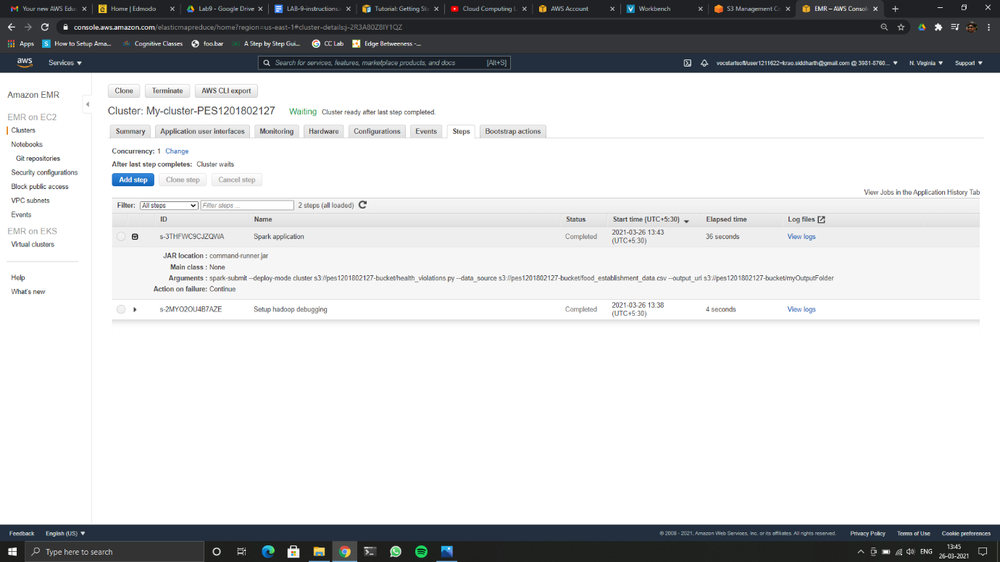 Your new AWS Educ
Home | Edmodo
Lab9 - Google Drive
LAB-9-instructions.
Tutorial: Getting Sta
Cloud Computing L
AWS Account
Workbench
S3 Management Co
EMR – AWS Consol
console.aws.amazon.com/elasticmapreduce/home?region=us-east-1#cluster-details:j-2R3A80Z8IY1QZ
Apps
How to Setup Ama...
Cognitive Classes
foo.bar
A Step by Step Gui...
CC Lab
Edge Betweeness -...
aws
Services
Search for services, features, marketplace products, and docs
[Alt+S]
vocstartsoft/user1211622=krao.siddharth@gmail.com @ 3981-8760...
N. Virginia
Support
Amazon EMR
EMR on EC2
Clusters
Notebooks
Git repositories
Security configurations
Block public access
VPC subnets
Events
EMR on EKS
Virtual clusters
Help
What's new
Clone
Terminate
AWS CLI export
Cluster: My-cluster-PES1201802127
Waiting
Cluster ready after last step completed.
Summary
Application user interfaces
Monitoring
Hardware
Configurations
Events
Steps
Bootstrap actions
Concurrency: 1 Change
After last step completes: Cluster waits
Add step
Clone step
Cancel step
View Jobs in the Application History Tab
Filter: All steps Filter steps ... 2 steps (all loaded)
ID Name Status Start time (UTC+5:30) Elapsed time Log files
s-3THFWC9CJZQWA Spark application Completed 2021-03-26 13:43 (UTC+5:30) 36 seconds View logs
JAR location : command-runner.jar
Main class : None
Arguments : spark-submit --deploy-mode cluster s3://pes1201802127-bucket/health_violations.py --data_source s3://pes1201802127-bucket/food_establishment_data.csv --output_uri s3://pes1201802127-bucket/myOutputFolder
Action on failure: Continue
s-2MYO2OU4B7AZE Setup hadoop debugging Completed 2021-03-26 13:38 (UTC+5:30) 4 seconds View logs
Feedback
English (US)
© 2008 - 2021, Amazon Web Services, Inc. or its affiliates. All rights reserved.
Privacy Policy
Terms of Use
Cookie preferences
Type here to search
ENG
13:45
26-03-2021